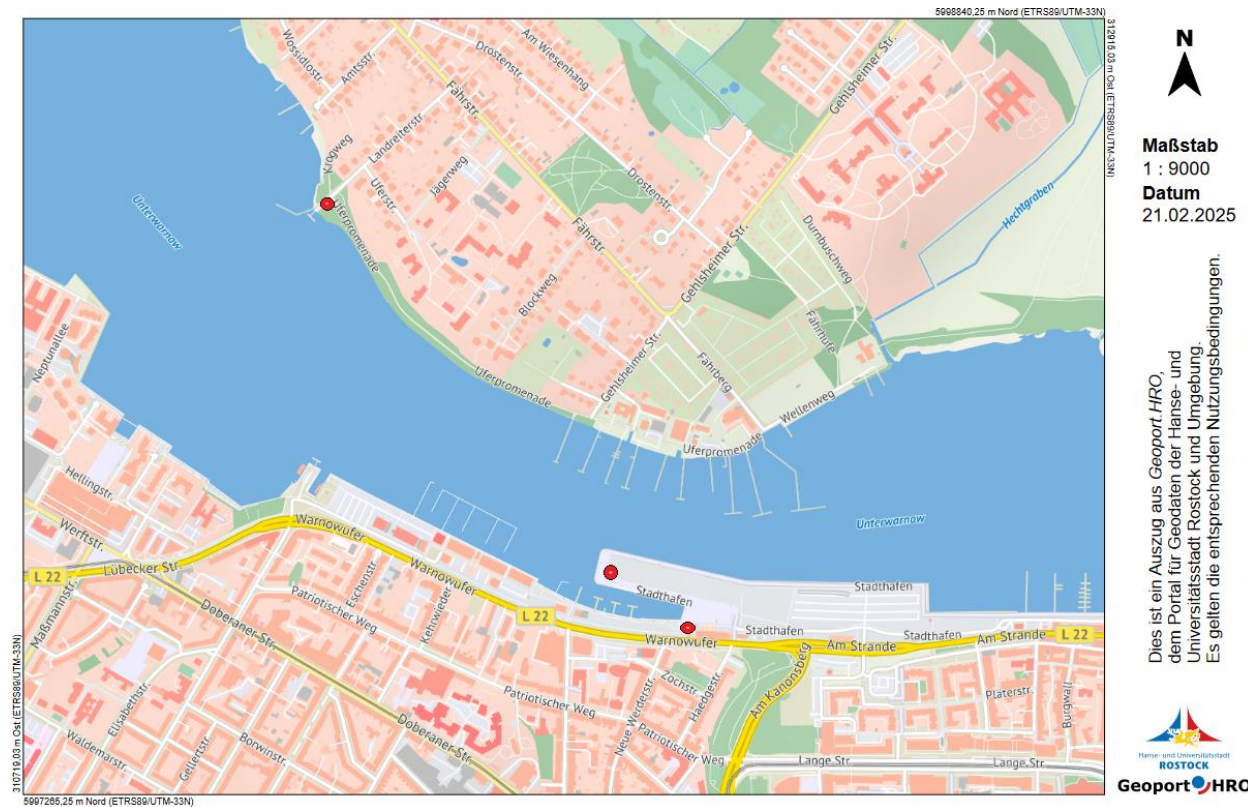 5998840,25 m Nord (ETRS89/UTM-33N)
312015,03 m Ost (ETRS89/UTM-33N)
N
Maßstab
1 : 9000
Datum
21.02.2025
Wossidlostr.
Amtsstr.
Drostenstr.
Am Wiesenhang
Fährstr.
Gehlsheimer Str.
Krogweg
Landreiterstr.
Jägerweg
Uferstr.
Uferpromenade
Drostenstr.
Fährstr.
Gehlsheimer Str.
Durnbuschweg
Hechtgraben
Unterwarnow
Blockweg
Fährhufe
Neptunallee
Uferpromenade
Gehlsheimer Str.
Fährberg
Wellenweg
Uferpromenade
Hellingstr.
Werftstr.
Warnowufer
Unterwarnow
L 22
Lübecker Str.
Maßmannstr.
Doberaner Str.
Eschenstr.
Patriotischer Weg
Kehrwieder
Warnowufer
L 22
Stadthafen
Stadthafen
Warnowufer
Stadthafen
Am Strande
Stadthafen
Am Strande
L 22
Elisabethstr.
Waldemarstr.
Gellertstr.
Borwinstr.
Doberaner Str.
Patriotischer Weg
Neue Werderstr.
Zochstr.
Haedgestr.
Patriotischer Weg
Am Kanonsberg
Platerstr.
Burgwall
Lange Str.
Lange Str.
310719,03 m Ost (ETRS89/UTM-33N)
5997265,25 m Nord (ETRS89/UTM-33N)
Dies ist ein Auszug aus Geoport.HRO,
dem Portal für Geodaten der Hanse- und
Universitätsstadt Rostock und Umgebung.
Es gelten die entsprechenden Nutzungsbedingungen.
Hanse- und Universitätsstadt
ROSTOCK
Geoport HRO